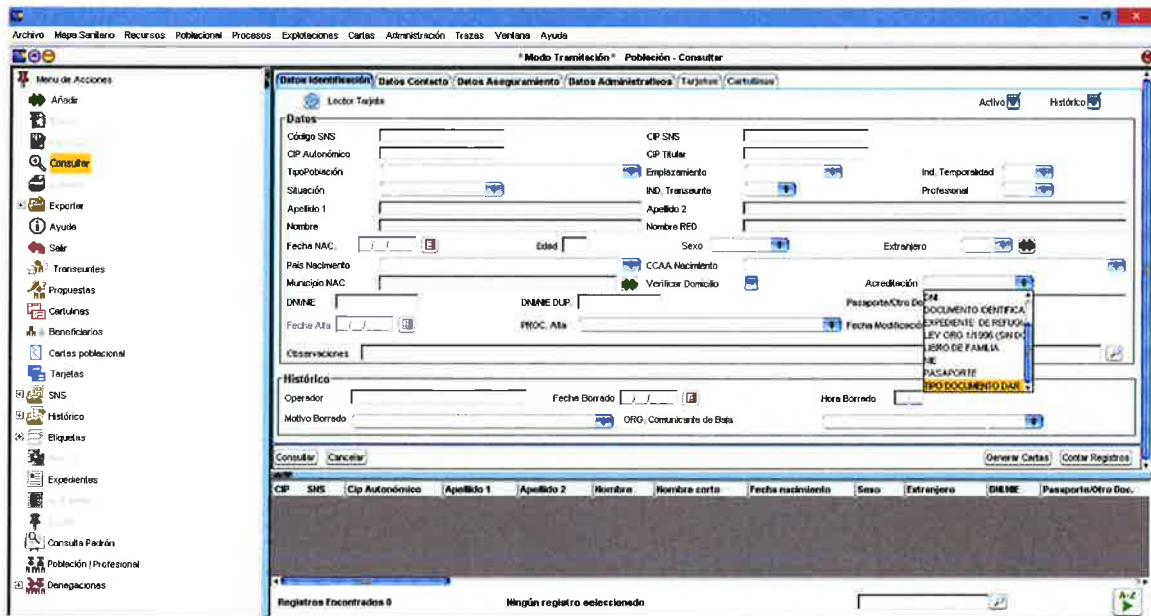 Archivo Mapa Sanitario Recursos Poblacional Procesos Explotaciones Cartas Administración Trazas Ventana Ayuda
*Modo Tramitación* Población - Consultar
Menu de Acciones
Añadir
Consultar
Exportar
Ayuda
Salir
Transeuntes
Propuestas
Cartulinas
Beneficiarios
Cartas poblacional
Tarjetas
SNS
Histórico
Etiquetas
Expedientes
Consulta Padrón
Población / Profesional
Denegaciones
Datos Identificación Datos Contacto Datos Aseguramiento Datos Administrativos Tarjetas Cartulinas
Lector Tarjeta Activo Histórico
Datos
Código SNS CIP SNS
CIP Autonómico CIP Titular
TipoPoblación Emplazamiento Ind. Temporalidad
Situación IND. Transeunte Profesional
Apellido 1 Apellido 2
Nombre Nombre RED
Fecha NAC. _/_/_ Edad Sexo Extranjero
País Nacimiento CCAA Nacimiento
Municipio NAC Verificar Domicilio Acreditación
DNI/NIE DNI/NIE DUP. Pasaporte/Otro Do
Fecha Alta _/_/_ PROC. Alta Fecha Modificació
DNI
DOCUMENTO IDENTIFICA
EXPEDIENTE DE REFUGI
LEY ORG 1/1996 (SIN DO
LIBRO DE FAMILIA
NIE
PASAPORTE
TIPO DOCUMENTO DAR
Observaciones
Histórico
Operador Fecha Borrado _/_/_ Hora Borrado
Motivo Borrado ORG. Comunicante de Baja
Consultar Cancelar Generar Cartas Contar Registros
CIP SNS Cip Autonómico Apellido 1 Apellido 2 Nombre Nombre corto Fecha nacimiento Sexo Extranjero DNI.NIE Pasaporte/Otro Doc.
Registros Encontrados 0 Ningún registro seleccionado A-Z